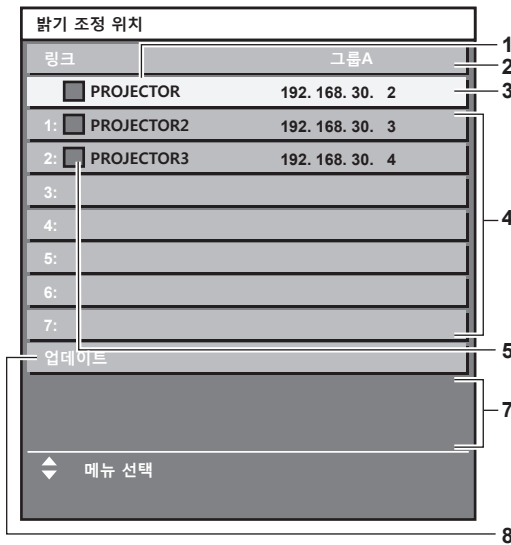 밝기 조정 위치
링크 그룹A
PROJECTOR 192. 168. 30. 2
1: PROJECTOR2 192. 168. 30. 3
2: PROJECTOR3 192. 168. 30. 4
3:
4:
5:
6:
7:
업데이트
메뉴 선택
1
2
3
4
5
7
8